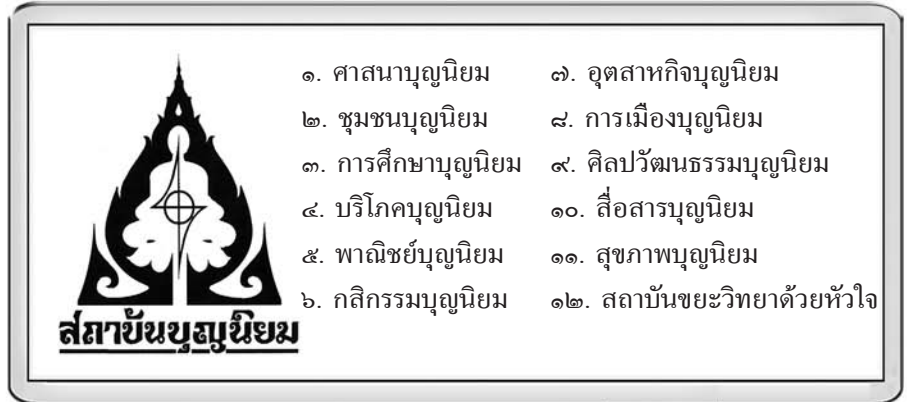 ๑. ศาสนาบุญนิยม
๒. ชุมชนบุญนิยม
๓. การศึกษาบุญนิยม
๔. บริโภคบุญนิยม
๕. พาณิชย์บุญนิยม
๖. กสิกรรมบุญนิยม
๗. อุตสาหกิจบุญนิยม
๘. การเมืองบุญนิยม
๙. ศิลปวัฒนธรรมบุญนิยม
๑๐. สื่อสารบุญนิยม
๑๑. สุขภาพบุญนิยม
๑๒. สถาบันขยะวิทยาด้วยหัวใจ
สถาบันบุญนิยม